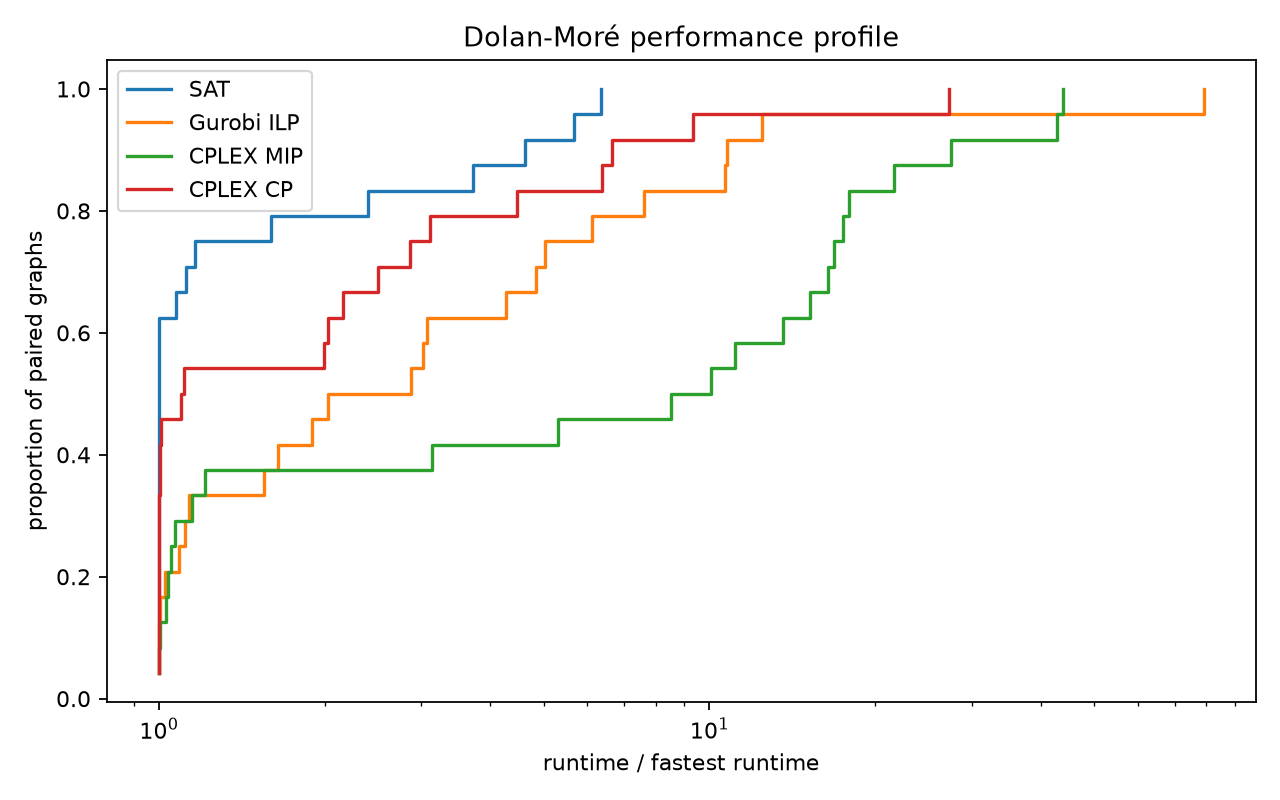 Dolan-Moré performance profile
SAT
Gurobi ILP
CPLEX MIP
CPLEX CP
1.0
0.8
0.6
0.4
0.2
0.0
proportion of paired graphs
10⁰
10¹
runtime / fastest runtime